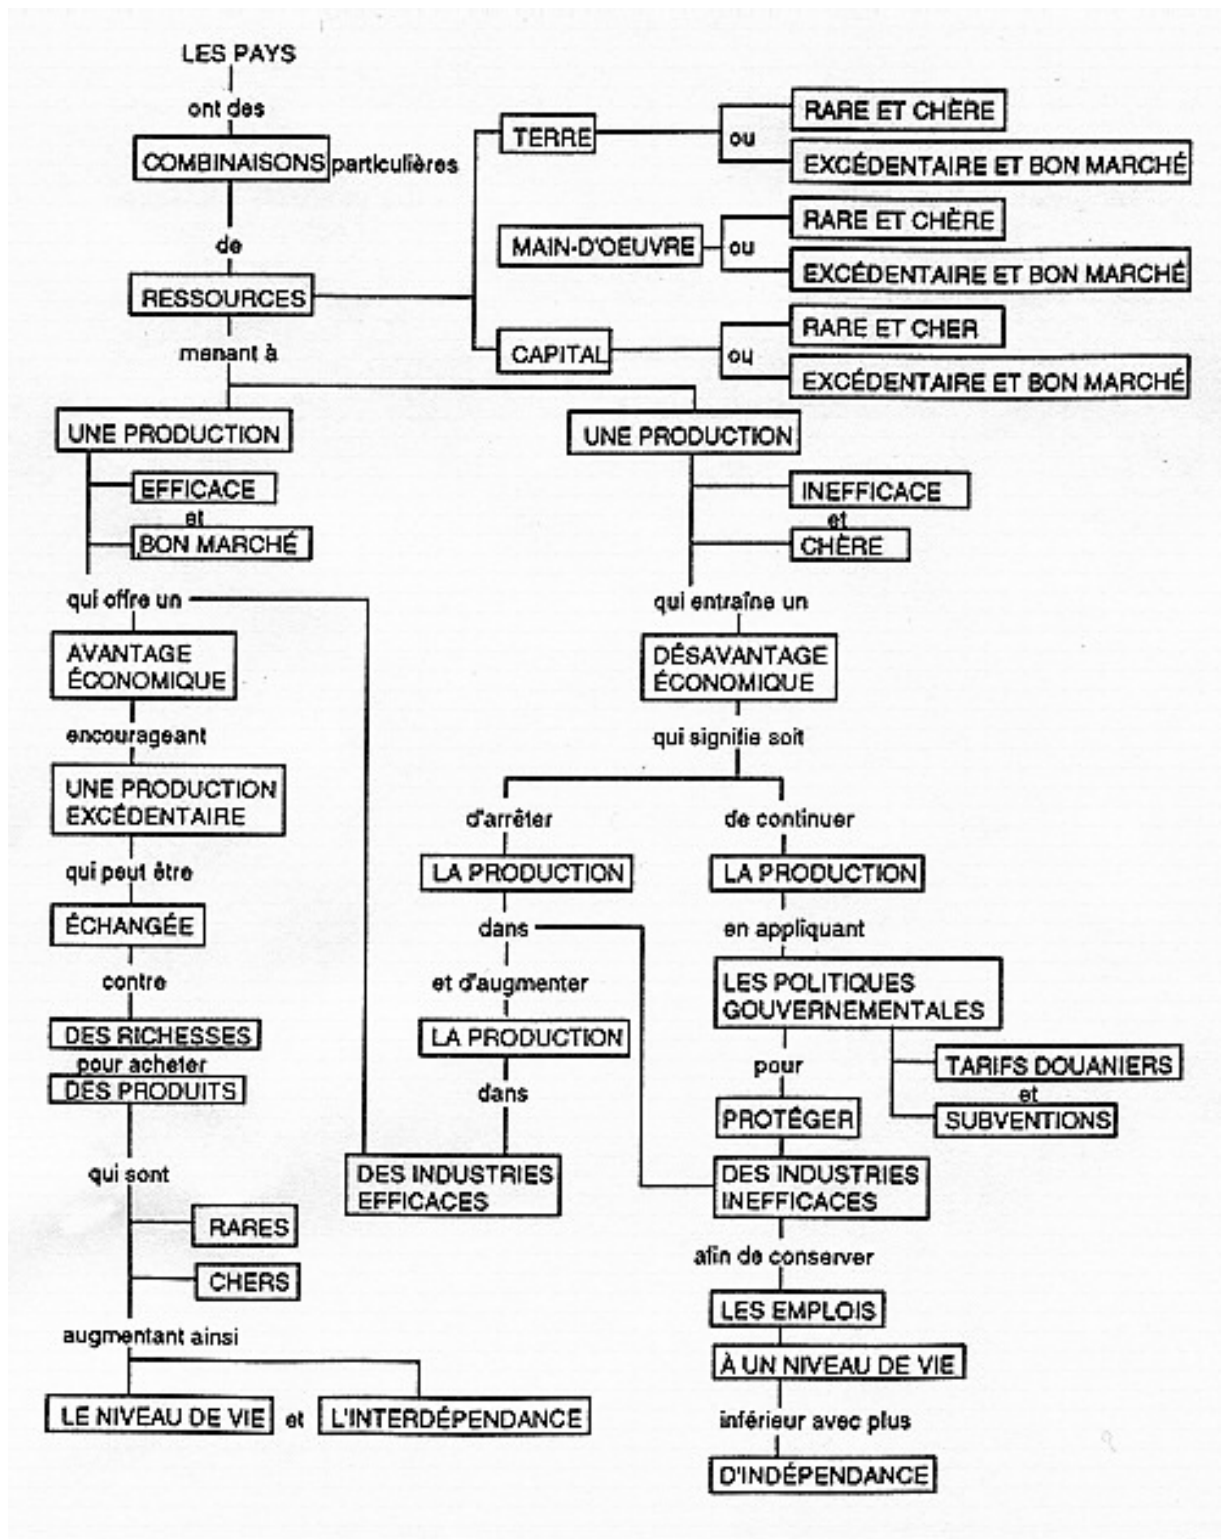 LES PAYS
ont des
COMBINAISONS particulières
de
RESSOURCES
menant à
TERRE
ou
RARE ET CHÈRE
EXCÉDENTAIRE ET BON MARCHÉ
MAIN-D'OEUVRE
ou
RARE ET CHÈRE
EXCÉDENTAIRE ET BON MARCHÉ
CAPITAL
ou
RARE ET CHER
EXCÉDENTAIRE ET BON MARCHÉ
UNE PRODUCTION
EFFICACE
et
BON MARCHÉ
qui offre un
AVANTAGE
ÉCONOMIQUE
encourageant
UNE PRODUCTION
EXCÉDENTAIRE
qui peut être
ÉCHANGÉE
contre
DES RICHESSES
pour acheter
DES PRODUITS
qui sont
RARES
CHERS
augmentant ainsi
LE NIVEAU DE VIE et L'INTERDÉPENDANCE
UNE PRODUCTION
INEFFICACE
et
CHÈRE
qui entraîne un
DÉSAVANTAGE
ÉCONOMIQUE
qui signifie soit
d'arrêter
LA PRODUCTION
dans
et d'augmenter
LA PRODUCTION
dans
DES INDUSTRIES
EFFICACES
de continuer
LA PRODUCTION
en appliquant
LES POLITIQUES
GOUVERNEMENTALES
TARIFS DOUANIERS
et
SUBVENTIONS
pour
PROTÉGER
DES INDUSTRIES
INEFFICACES
afin de conserver
LES EMPLOIS
À UN NIVEAU DE VIE
inférieur avec plus
D'INDÉPENDANCE